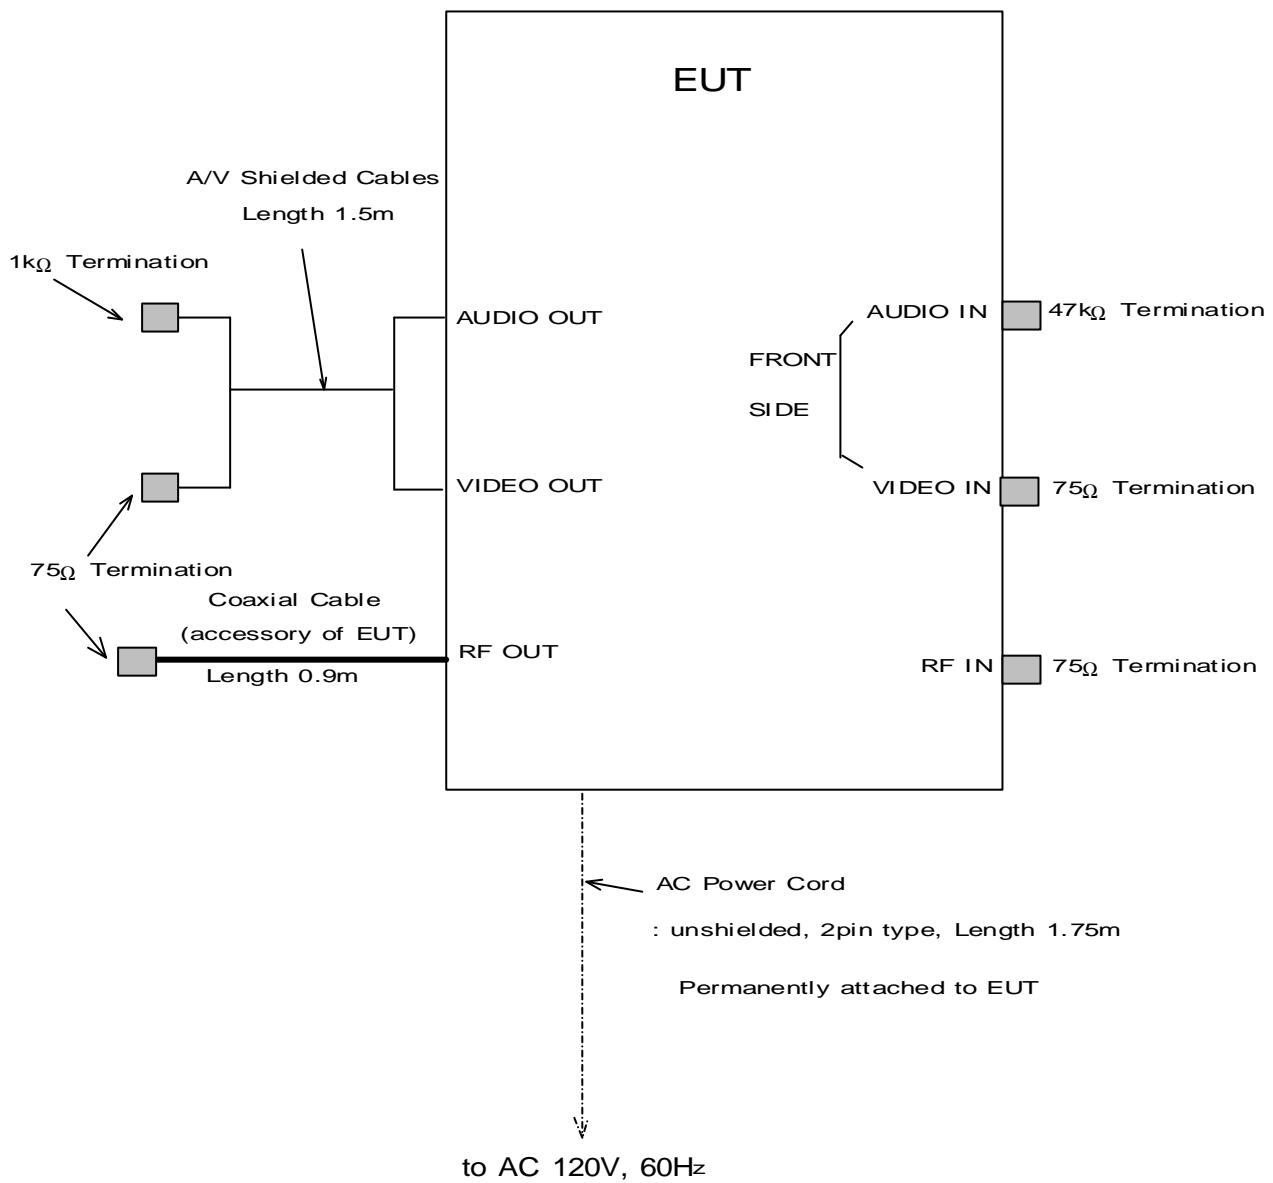 EUT
A/V Shielded Cables
Length 1.5m
1kΩ Termination
AUDIO OUT
AUDIO IN
47kΩ Termination
FRONT
SIDE
VIDEO OUT
VIDEO IN
75Ω Termination
75Ω Termination
Coaxial Cable
(accessory of EUT)
RF OUT
Length 0.9m
RF IN
75Ω Termination
AC Power Cord
: unshielded, 2pin type, Length 1.75m
Permanently attached to EUT
to AC 120V, 60Hz